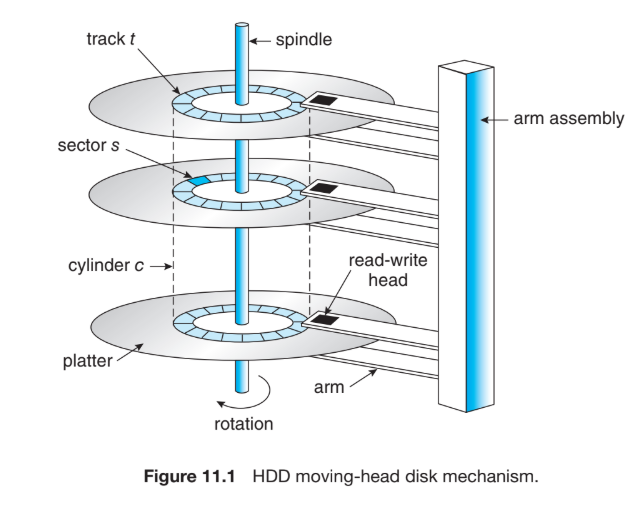 track t
spindle
arm assembly
sector s
cylinder c
read-write
head
platter
arm
rotation
Figure 11.1 HDD moving-head disk mechanism.